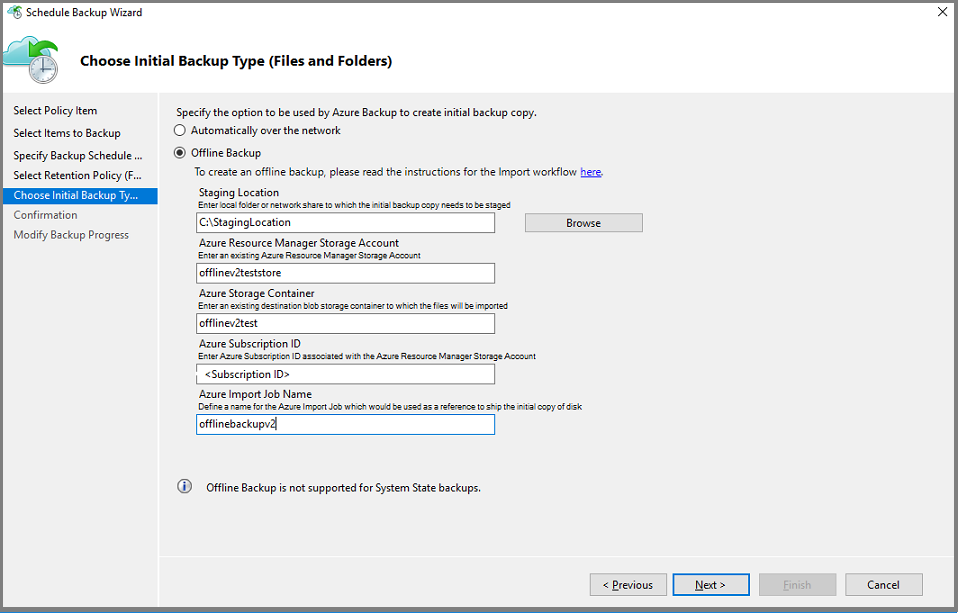 Schedule Backup Wizard
Choose Initial Backup Type (Files and Folders)
Select Policy Item
Select Items to Backup
Specify Backup Schedule ...
Select Retention Policy (F...
Choose Initial Backup Ty...
Confirmation
Modify Backup Progress
Specify the option to be used by Azure Backup to create initial backup copy.
Automatically over the network
Offline Backup
To create an offline backup, please read the instructions for the Import workflow here.
Staging Location
Enter local folder or network share to which the initial backup copy needs to be staged
C:\StagingLocation
Browse
Azure Resource Manager Storage Account
Enter an existing Azure Resource Manager Storage Account
offlinev2teststore
Azure Storage Container
Enter an existing destination blob storage container to which the files will be imported
offlinev2test
Azure Subscription ID
Enter Azure Subscription ID associated with the Azure Resource Manager Storage Account
<Subscription ID>
Azure Import Job Name
Define a name for the Azure Import Job which would be used as a reference to ship the initial copy of disk
offlinebackupv2
Offline Backup is not supported for System State backups.
< Previous
Next >
Finish
Cancel